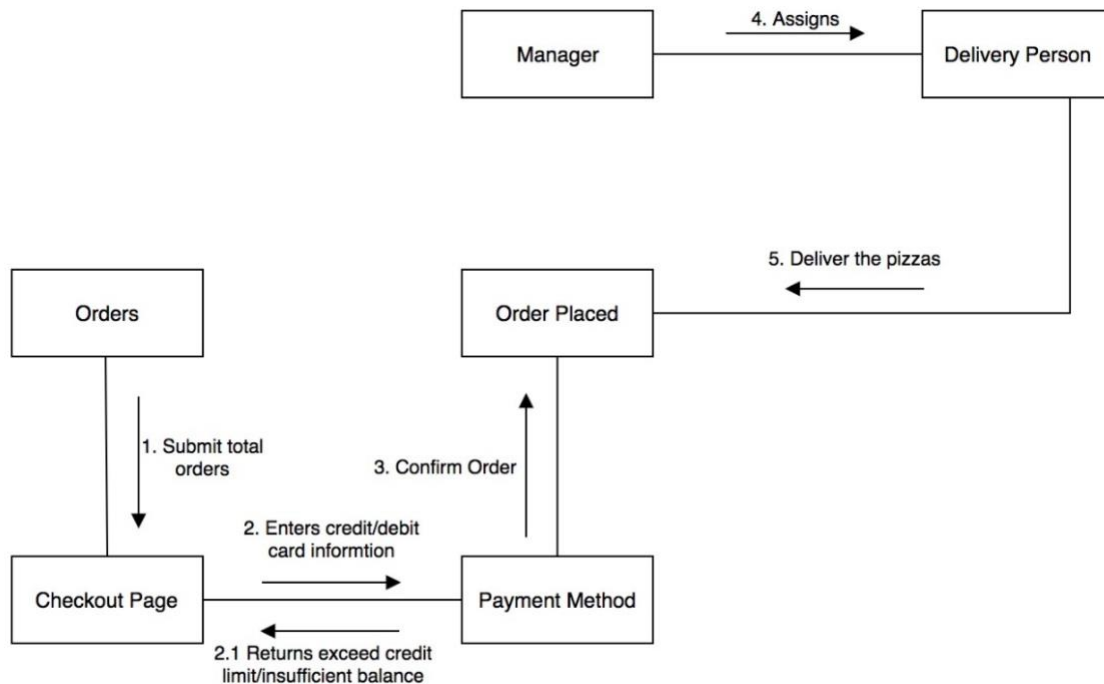 4. Assigns
Manager
Delivery Person
5. Deliver the pizzas
Orders
Order Placed
1. Submit total
orders
3. Confirm Order
2. Enters credit/debit
card informtion
Checkout Page
Payment Method
2.1 Returns exceed credit
limit/insufficient balance